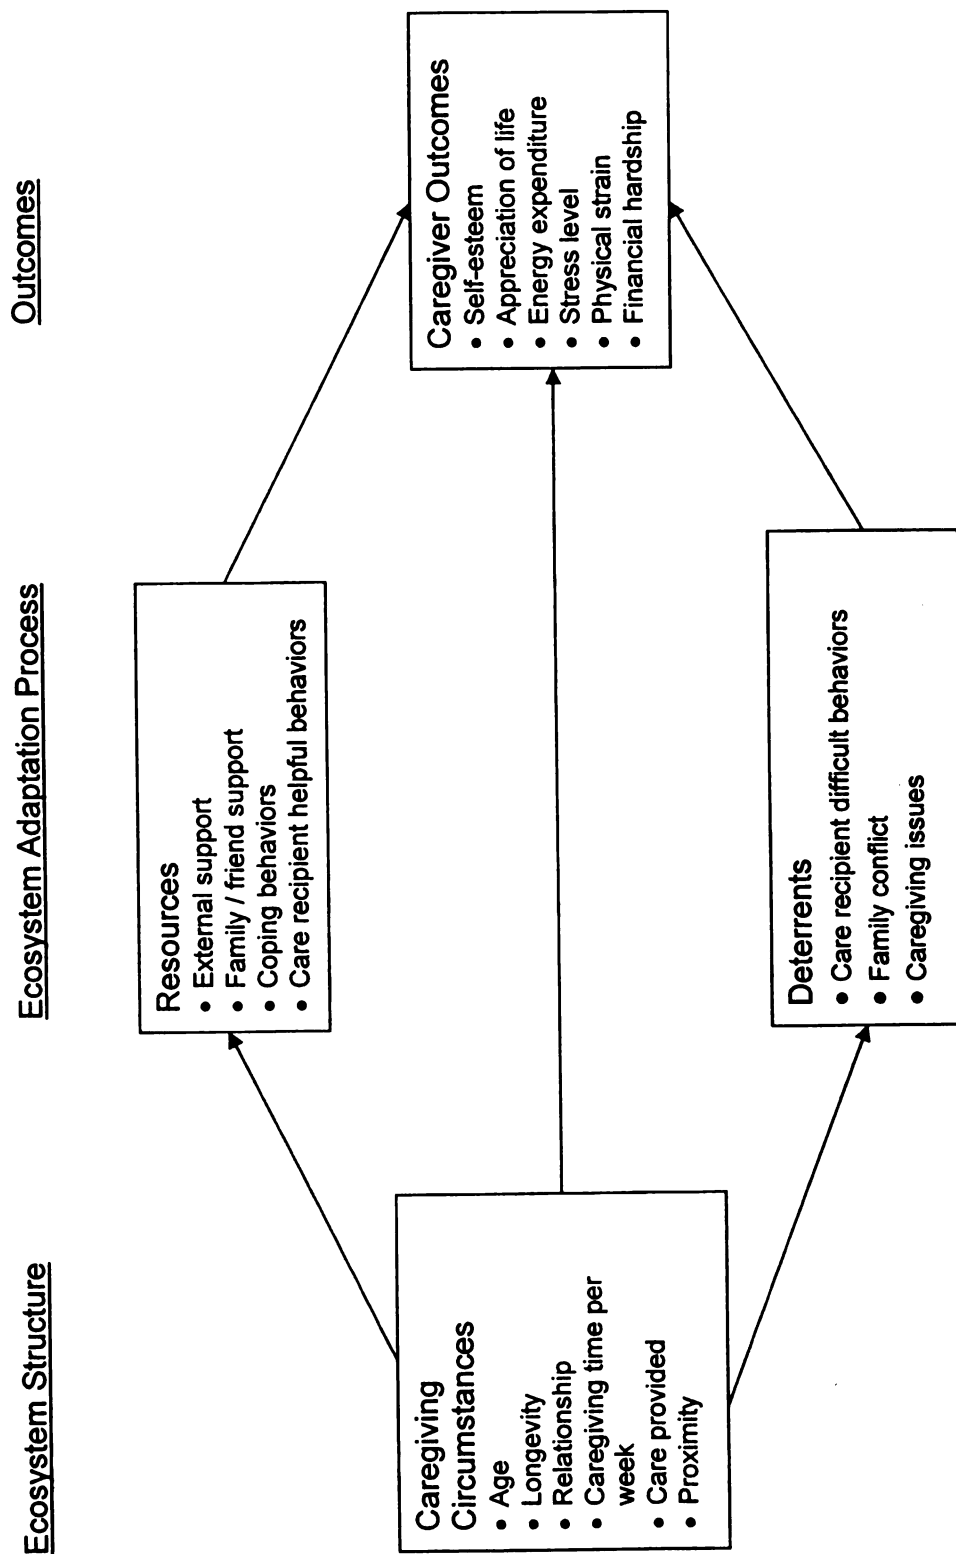 Ecosystem Structure
Ecosystem Adaptation Process
Outcomes
Caregiving
Circumstances
• Age
• Longevity
• Relationship
• Caregiving time per
week
• Care provided
• Proximity
Resources
• External support
• Family / friend support
• Coping behaviors
• Care recipient helpful behaviors
Deterrents
• Care recipient difficult behaviors
• Family conflict
• Caregiving issues
Caregiver Outcomes
• Self-esteem
• Appreciation of life
• Energy expenditure
• Stress level
• Physical strain
• Financial hardship